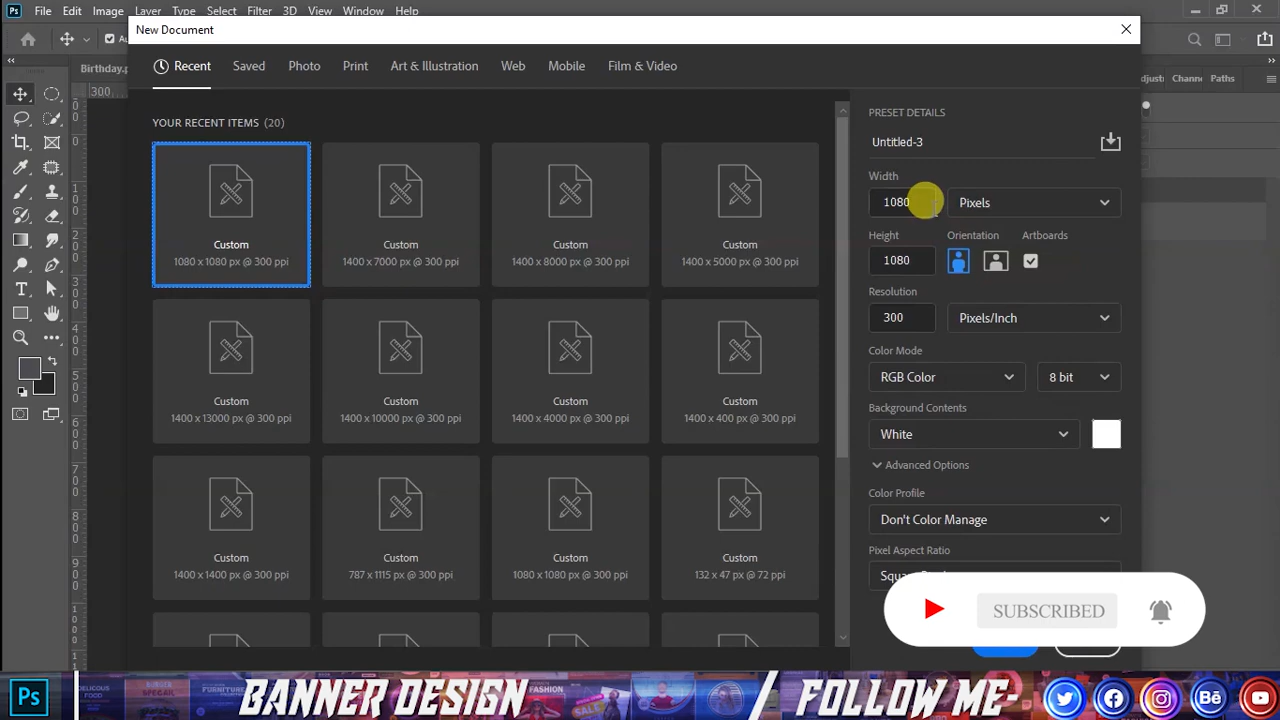 Ps File Edit Image Layer Type Select Filter 3D View Window Help
New Document
Birthday.p
300
Channe Paths
Recent Saved Photo Print Art & Illustration Web Mobile Film & Video
YOUR RECENT ITEMS (20)
Custom
1080 x 1080 px @ 300 ppi
Custom
1400 x 7000 px @ 300 ppi
Custom
1400 x 8000 px @ 300 ppi
Custom
1400 x 5000 px @ 300 ppi
Custom
1400 x 13000 px @ 300 ppi
Custom
1400 x 10000 px @ 300 ppi
Custom
1400 x 4000 px @ 300 ppi
Custom
1400 x 400 px @ 300 ppi
Custom
1400 x 1400 px @ 300 ppi
Custom
787 x 1115 px @ 300 ppi
Custom
1080 x 1080 px @ 300 ppi
Custom
132 x 47 px @ 72 ppi
PRESET DETAILS
Untitled-3
Width
1080 Pixels
Height Orientation Artboards
1080
Resolution
300 Pixels/Inch
Color Mode
RGB Color 8 bit
Background Contents
White
Advanced Options
Color Profile
Don't Color Manage
Pixel Aspect Ratio
SUBSCRIBED
Ps BANNER DESIGN FOLLOW ME-